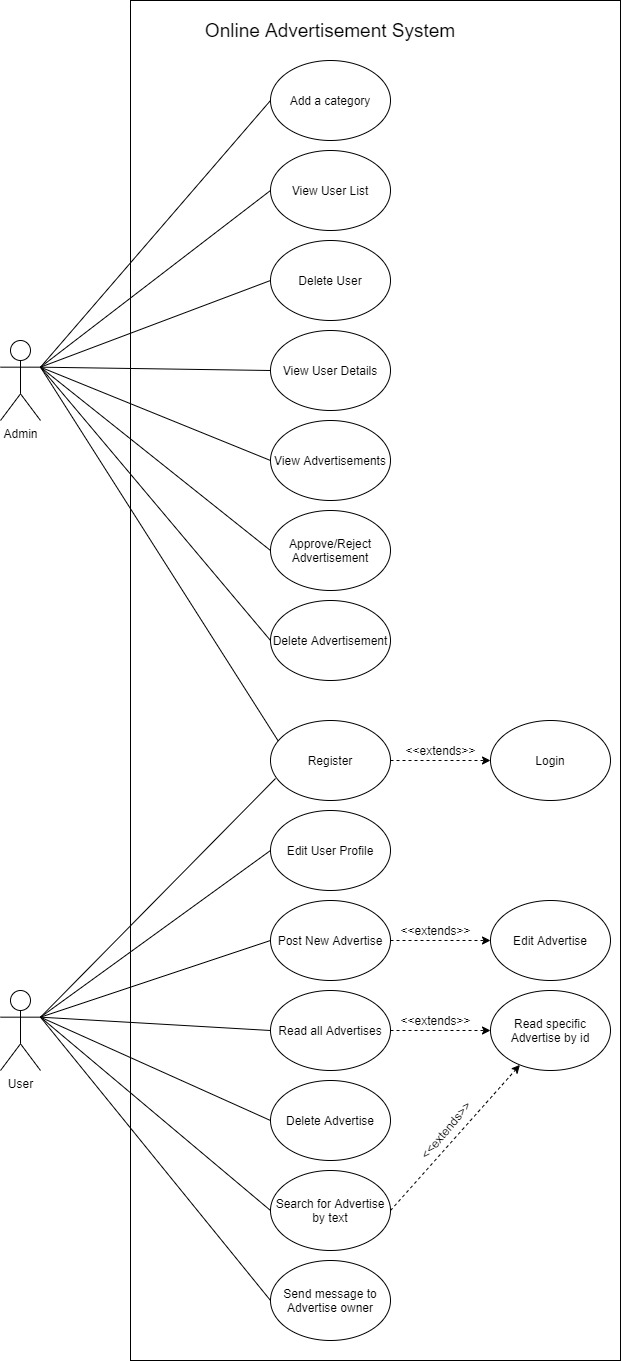 Online Advertisement System
Add a category
View User List
Delete User
View User Details
Admin
View Advertisements
Approve/Reject
Advertisement
Delete Advertisement
Register
<<extends>>
Login
Edit User Profile
Post New Advertise
<<extends>>
Edit Advertise
Read all Advertises
<<extends>>
Read specific
Advertise by id
User
Delete Advertise
<<extends>>
Search for Advertise
by text
Send message to
Advertise owner